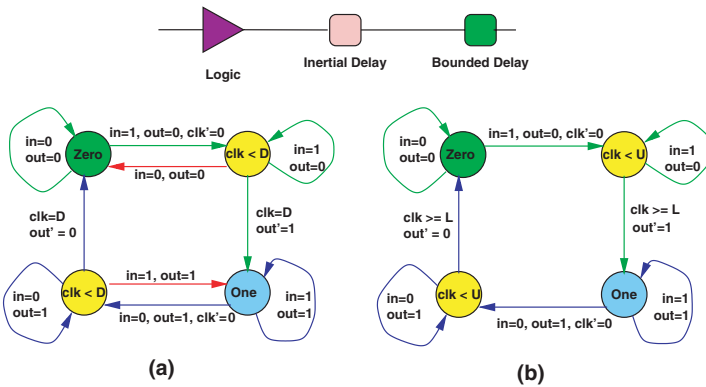 Logic
Inertial Delay
Bounded Delay
in=0
out=0
Zero
in=1, out=0, clk'=0
in=0, out=0
clk < D
in=1
out=0
clk=D
out' = 0
clk=D
out'=1
in=0
out=1
clk < D
in=1, out=1
in=0, out=1, clk'=0
One
in=1
out=1
(a)
in=0
out=0
Zero
in=1, out=0, clk'=0
clk < U
in=1
out=0
clk >= L
out' = 0
clk >= L
out'=1
in=0
out=1
clk < U
in=0, out=1, clk'=0
One
in=1
out=1
(b)